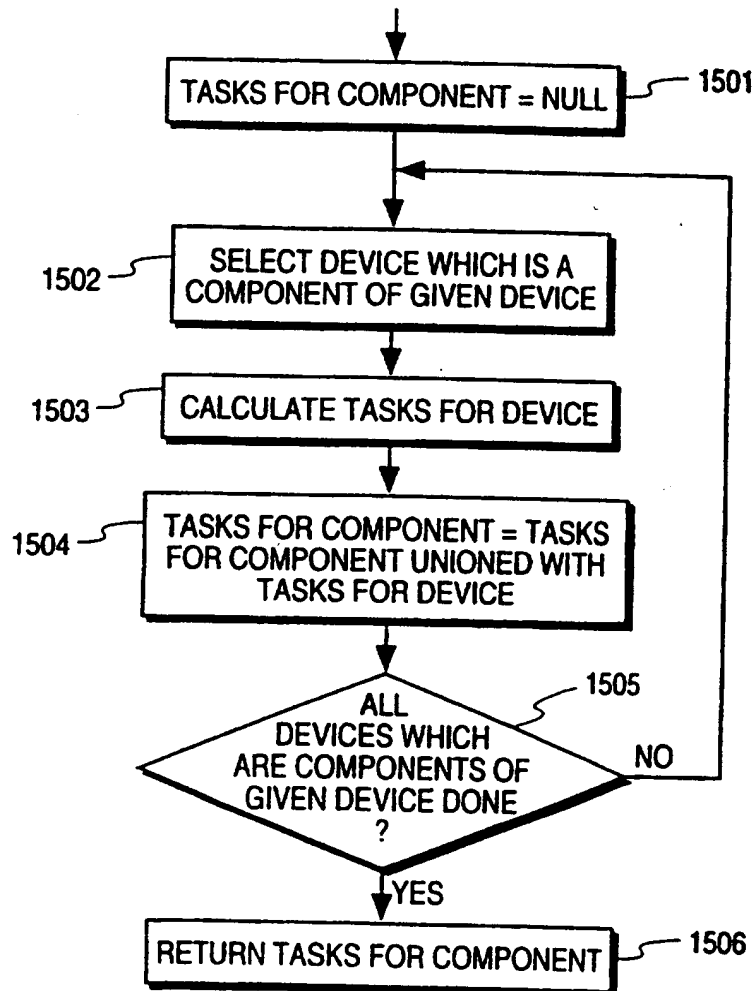 TASKS FOR COMPONENT = NULL
1501
1502
SELECT DEVICE WHICH IS A
COMPONENT OF GIVEN DEVICE
1503
CALCULATE TASKS FOR DEVICE
1504
TASKS FOR COMPONENT = TASKS
FOR COMPONENT UNIONED WITH
TASKS FOR DEVICE
1505
ALL
DEVICES WHICH
ARE COMPONENTS OF
GIVEN DEVICE DONE
?
NO
YES
RETURN TASKS FOR COMPONENT
1506